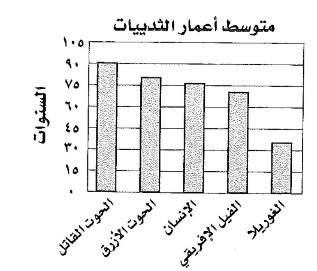 متوسط أعمار الثدييات
السنوات
١٠٥
٩٠
٧٥
٦٠
٤٥
٣٠
١٥
٠
الحوت القاتل
الحوت الأزرق
الإنسان
الفيل الإفريقي
الغوريلا